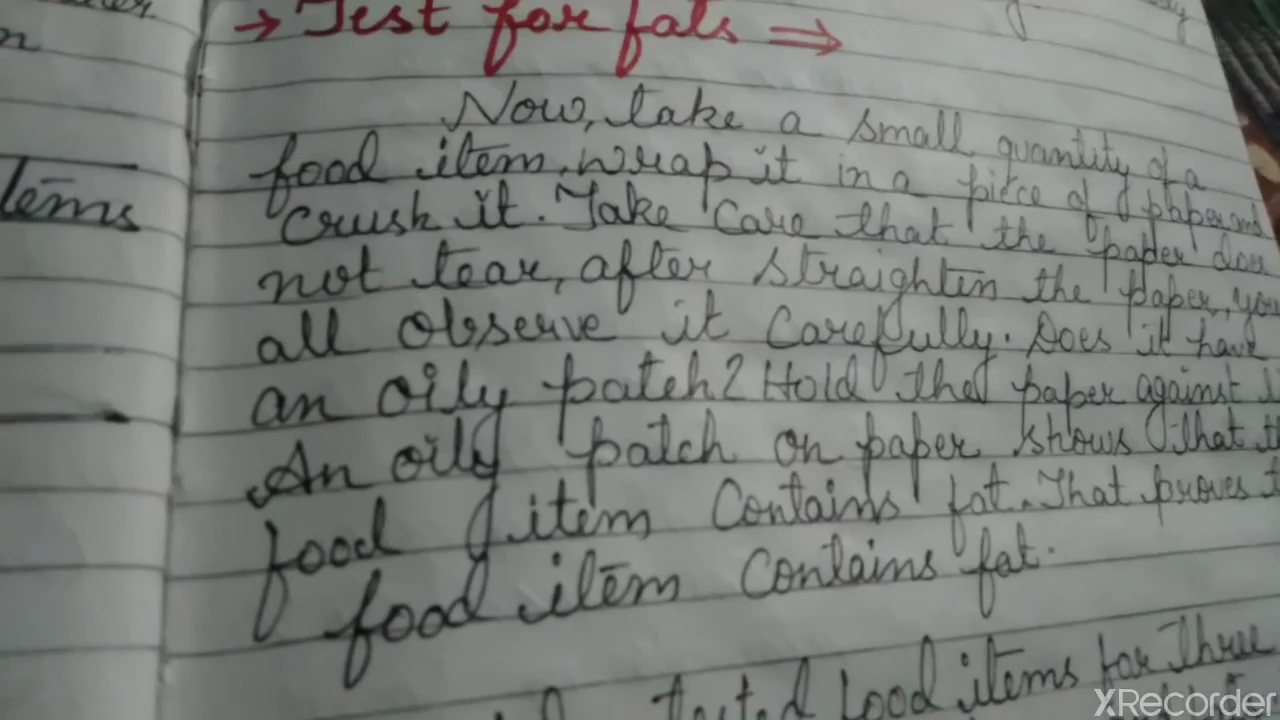 n
→ Test for fats ⇒
Now, take a small quantity of a
food item, wrap it in a piece of paper and
tems
crush it. Take care that the paper does
not tear, after straighten the paper, you
all observe it carefully. Does it have
an oily patch? Hold the paper against
An oily patch on paper shows that
food item contains fat. That proves
food item contains fat.
food items for three
XRecorder